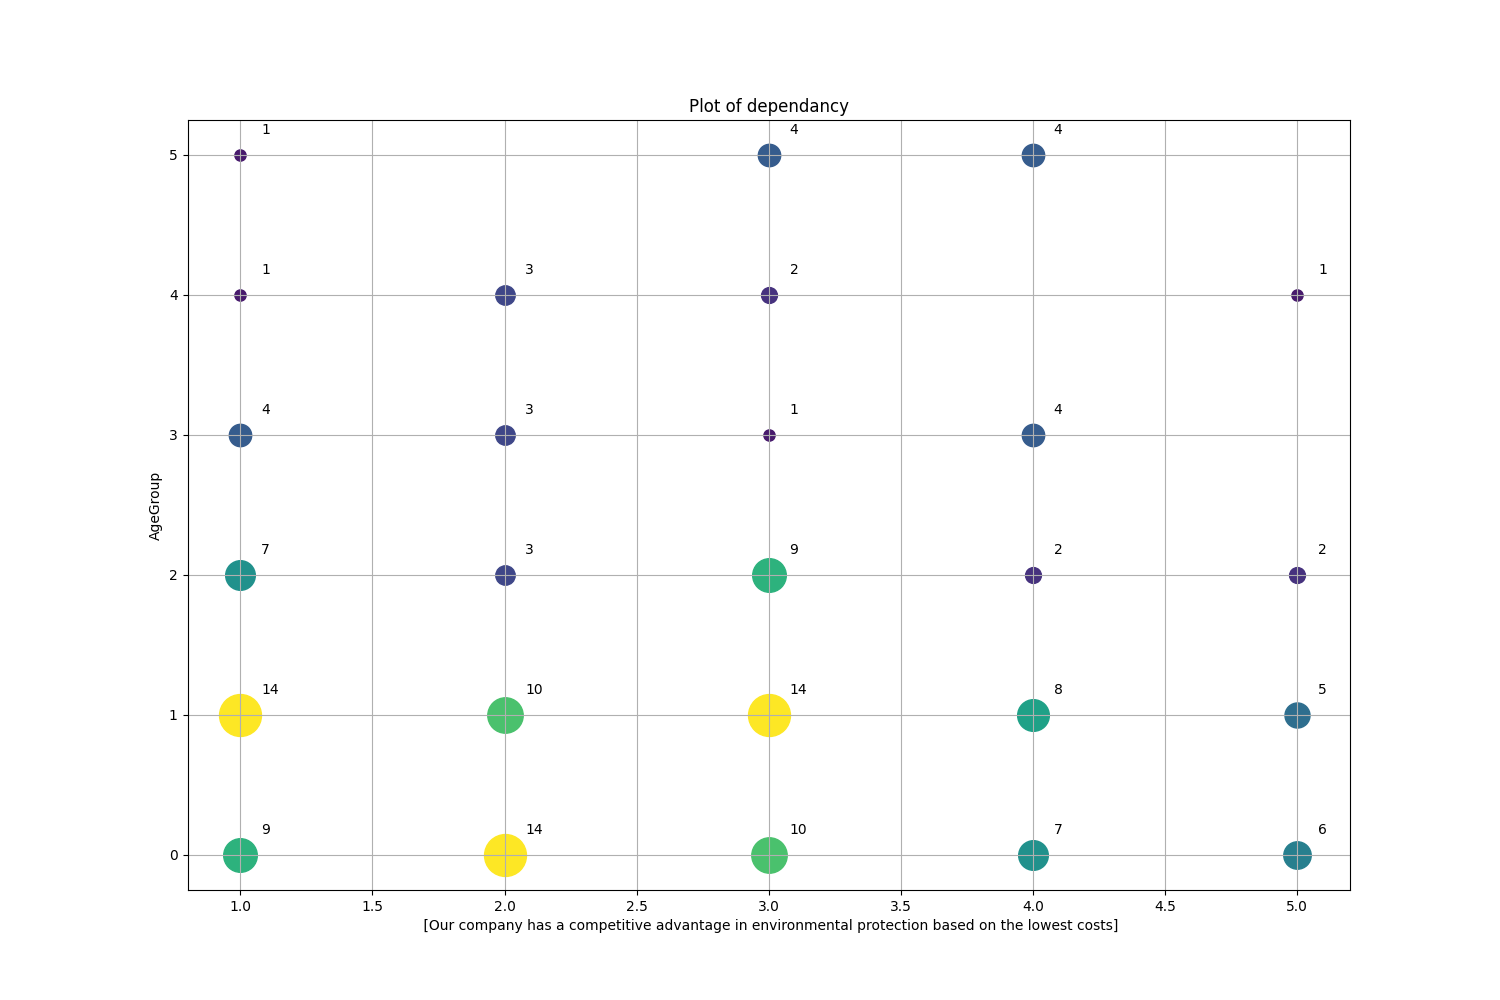 Plot of dependancy
1 4 4
5
1 3 2 1
4
4 3 1 4
3
AgeGroup
7 3 9 2 2
2
14 10 14 8 5
1
9 14 10 7 6
0
1.0 1.5 2.0 2.5 3.0 3.5 4.0 4.5 5.0
[Our company has a competitive advantage in environmental protection based on the lowest costs]